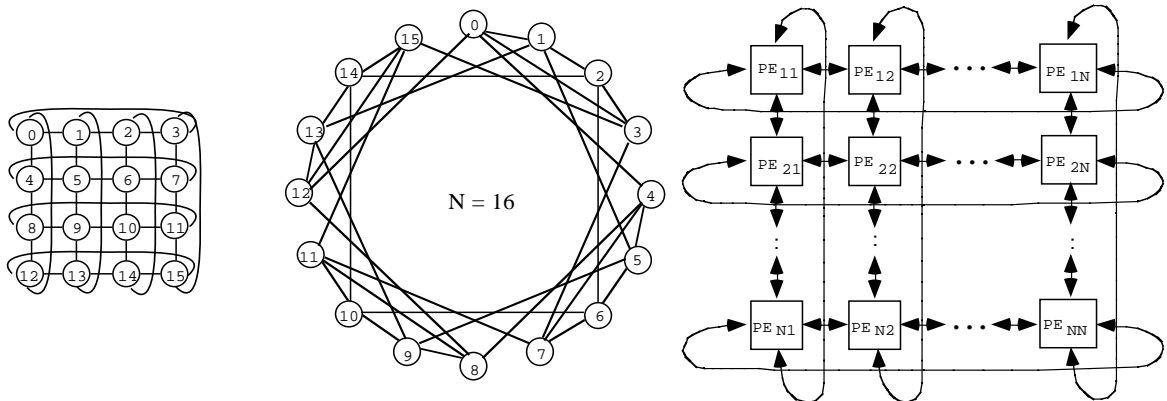 0 1 2 3
4 5 6 7
8 9 10 11
12 13 14 15
0
15 1
14 2
13 3
12 4
N = 16
11 5
10 6
9 7
8
PE11 PE12 ... PE1N
PE21 PE22 ... PE2N
PEN1 PEN2 ... PENN